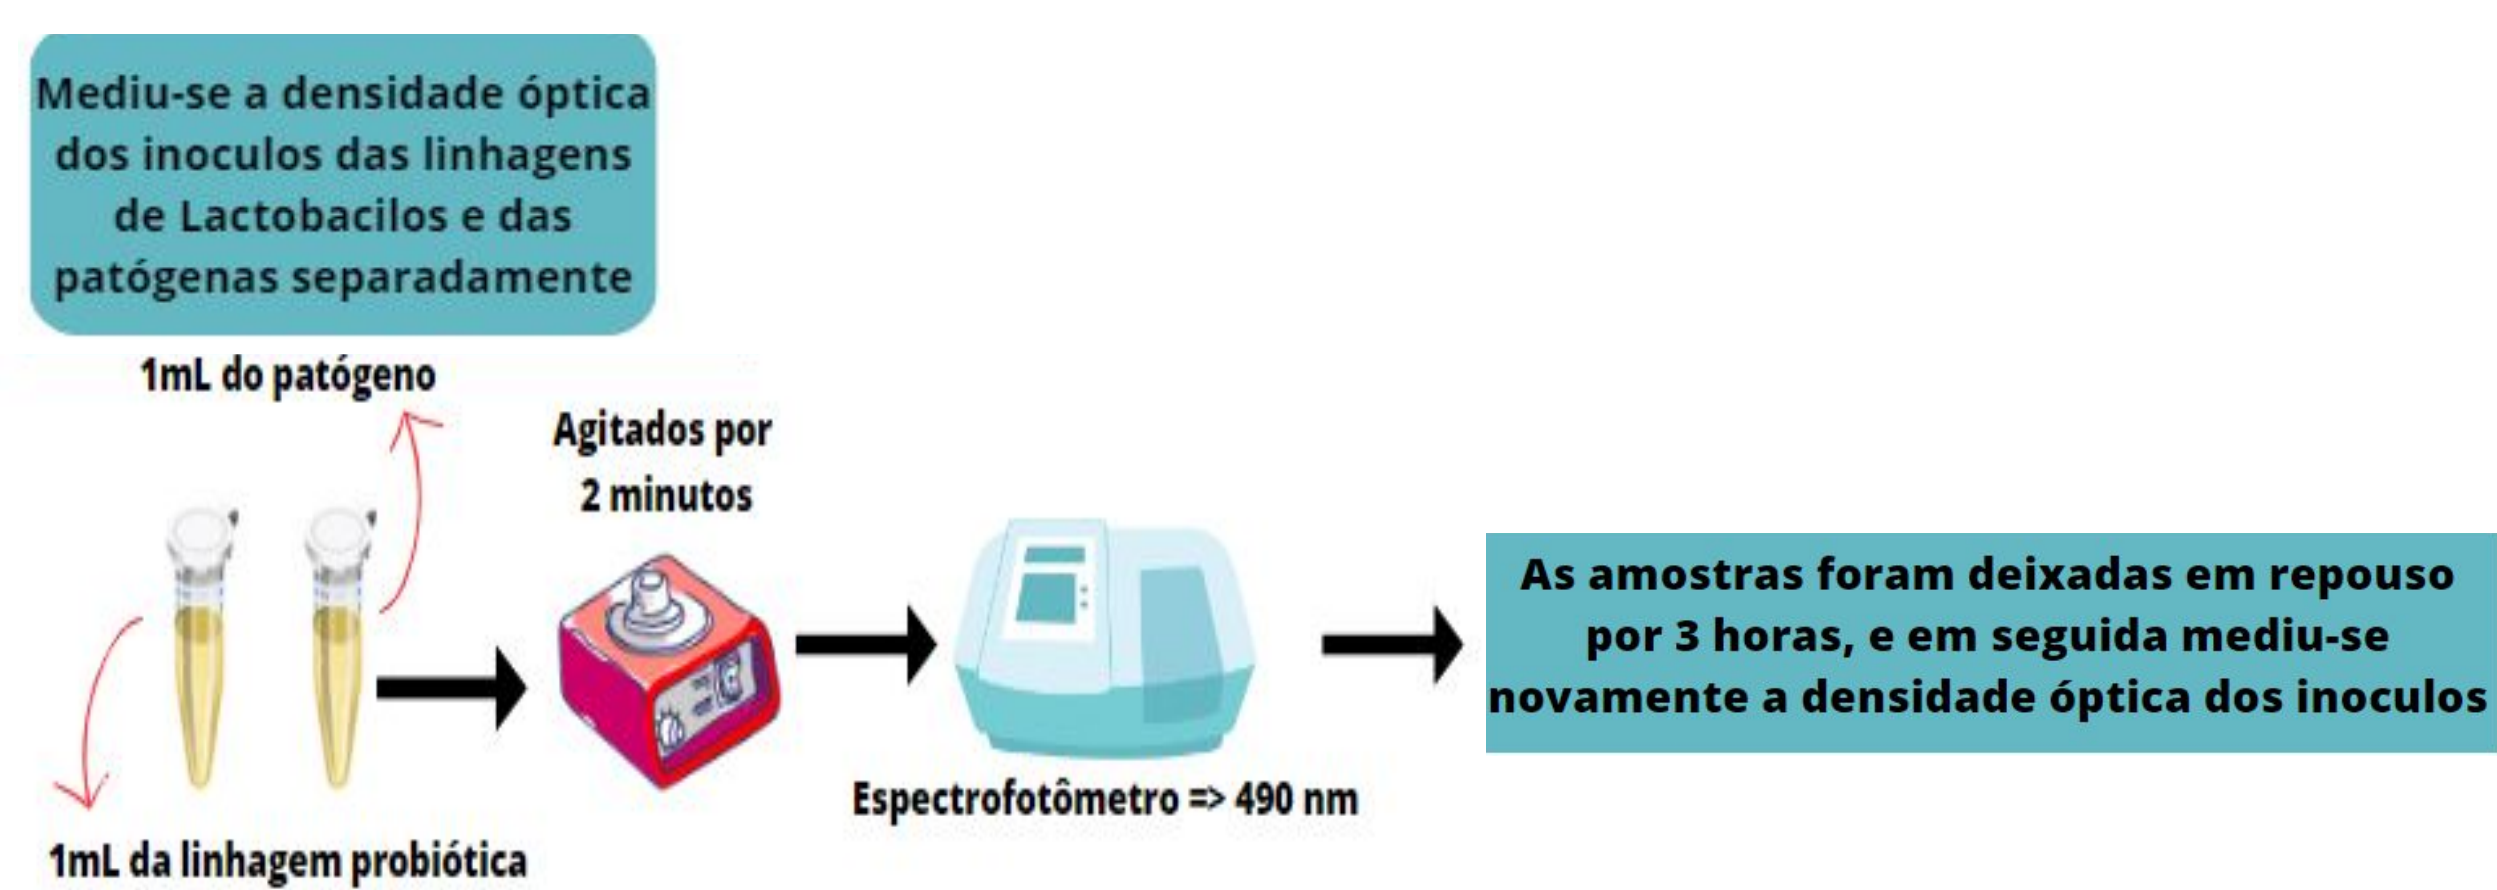 Mediu-se a densidade óptica
dos inoculos das linhagens
de Lactobacilos e das
patógenas separadamente
1mL do patógeno
Agitados por
2 minutos
Espectrofotômetro => 490 nm
1mL da linhagem probiótica
As amostras foram deixadas em repouso
por 3 horas, e em seguida mediu-se
novamente a densidade óptica dos inoculos